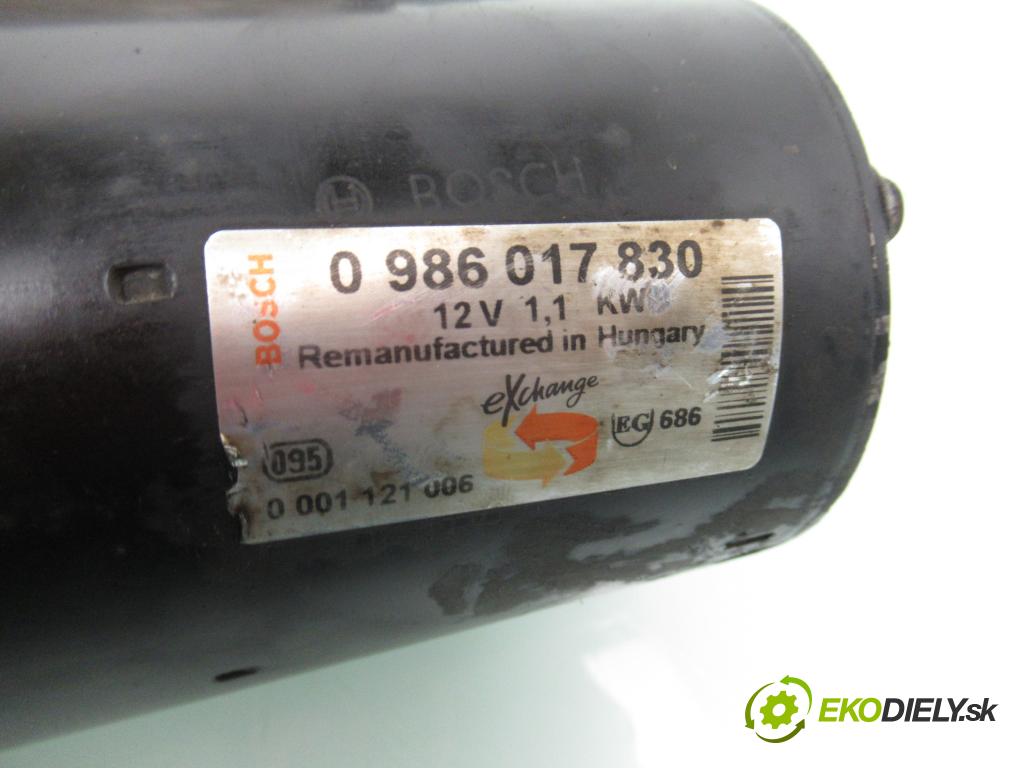 BOSCH
BOSCH
0 986 017 830
12 V 1,1 KW
Remanufactured in Hungary
eXchange
EG 686
095
0 001 121 006
EKODIELY.sk